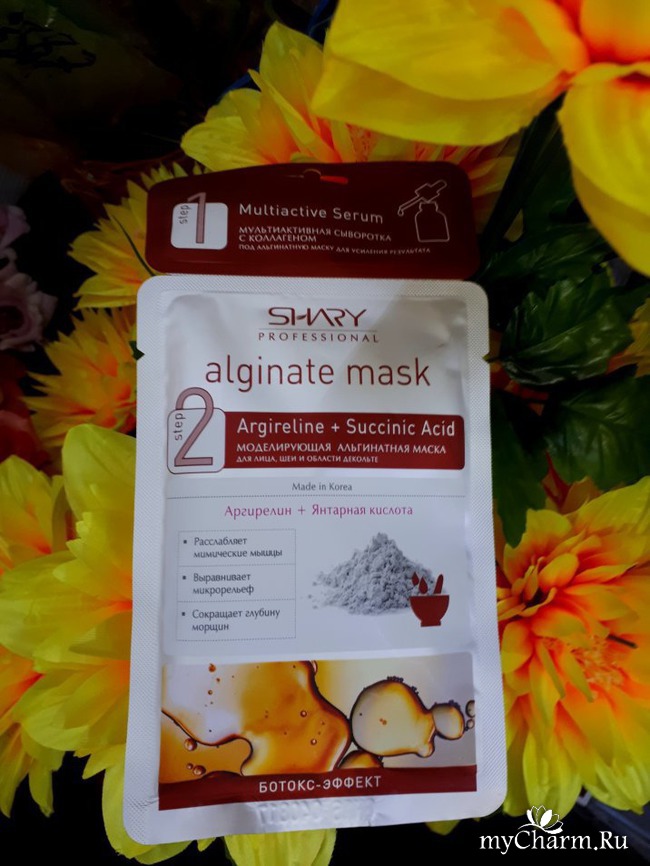 step 1
Multiactive Serum
МУЛЬТИАКТИВНАЯ СЫВОРОТКА
С КОЛЛАГЕНОМ
ПОД АЛЬГИНАТНУЮ МАСКУ ДЛЯ УСИЛЕНИЯ РЕЗУЛЬТАТА
SHARY
PROFESSIONAL
alginate mask
step 2
Argireline + Succinic Acid
МОДЕЛИРУЮЩАЯ АЛЬГИНАТНАЯ МАСКА
ДЛЯ ЛИЦА, ШЕИ И ОБЛАСТИ ДЕКОЛЬТЕ
Made in Korea
Аргирелин + Янтарная кислота
• Расслабляет
мимические мышцы
• Выравнивает
микрорельеф
• Сокращает глубину
морщин
БОТОКС-ЭФФЕКТ
myCharm.Ru